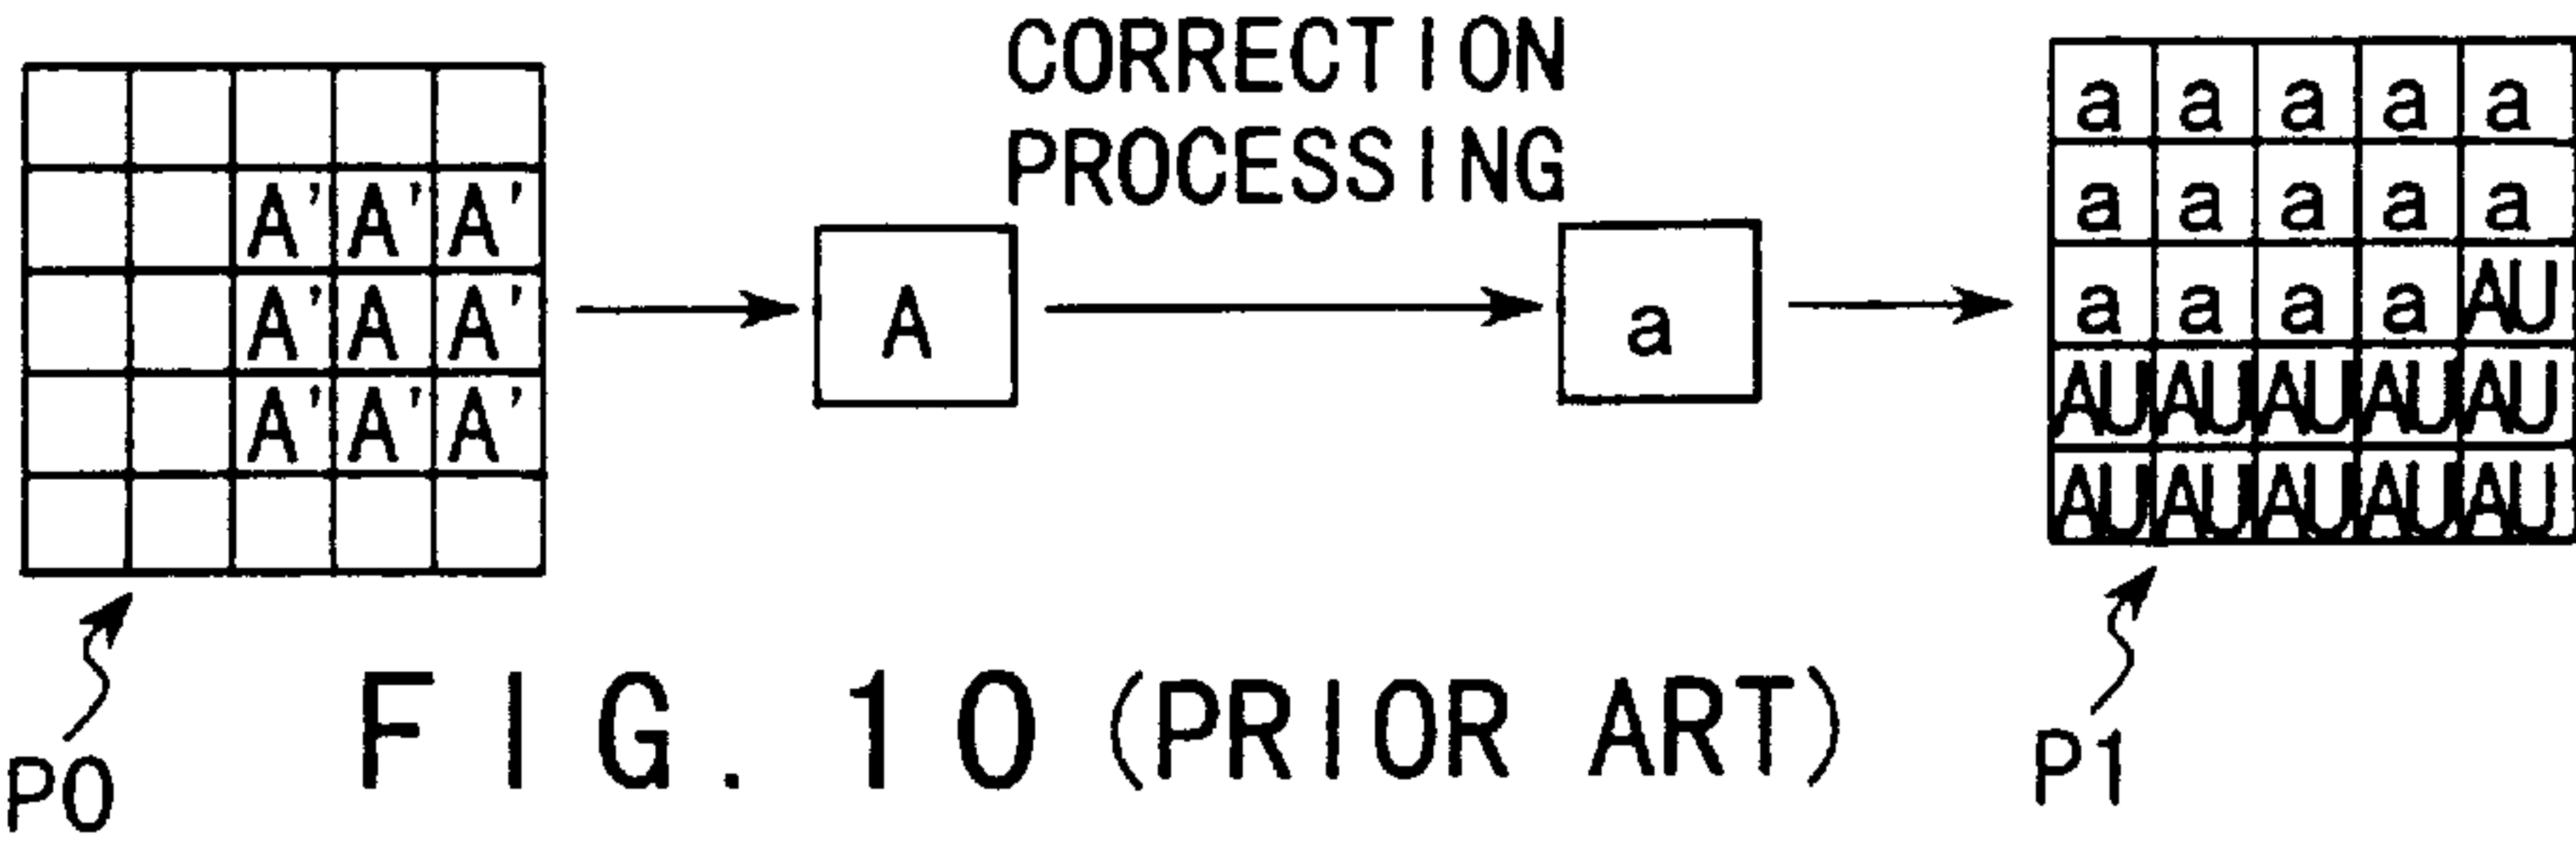 CORRECTION
PROCESSING
A' A' A'
A' A A'
A' A' A'
A
a
a a a a a
a a a a a
a a a a AU
AU AU AU AU AU
AU AU AU AU AU
P0
P1
FIG. 10 (PRIOR ART)